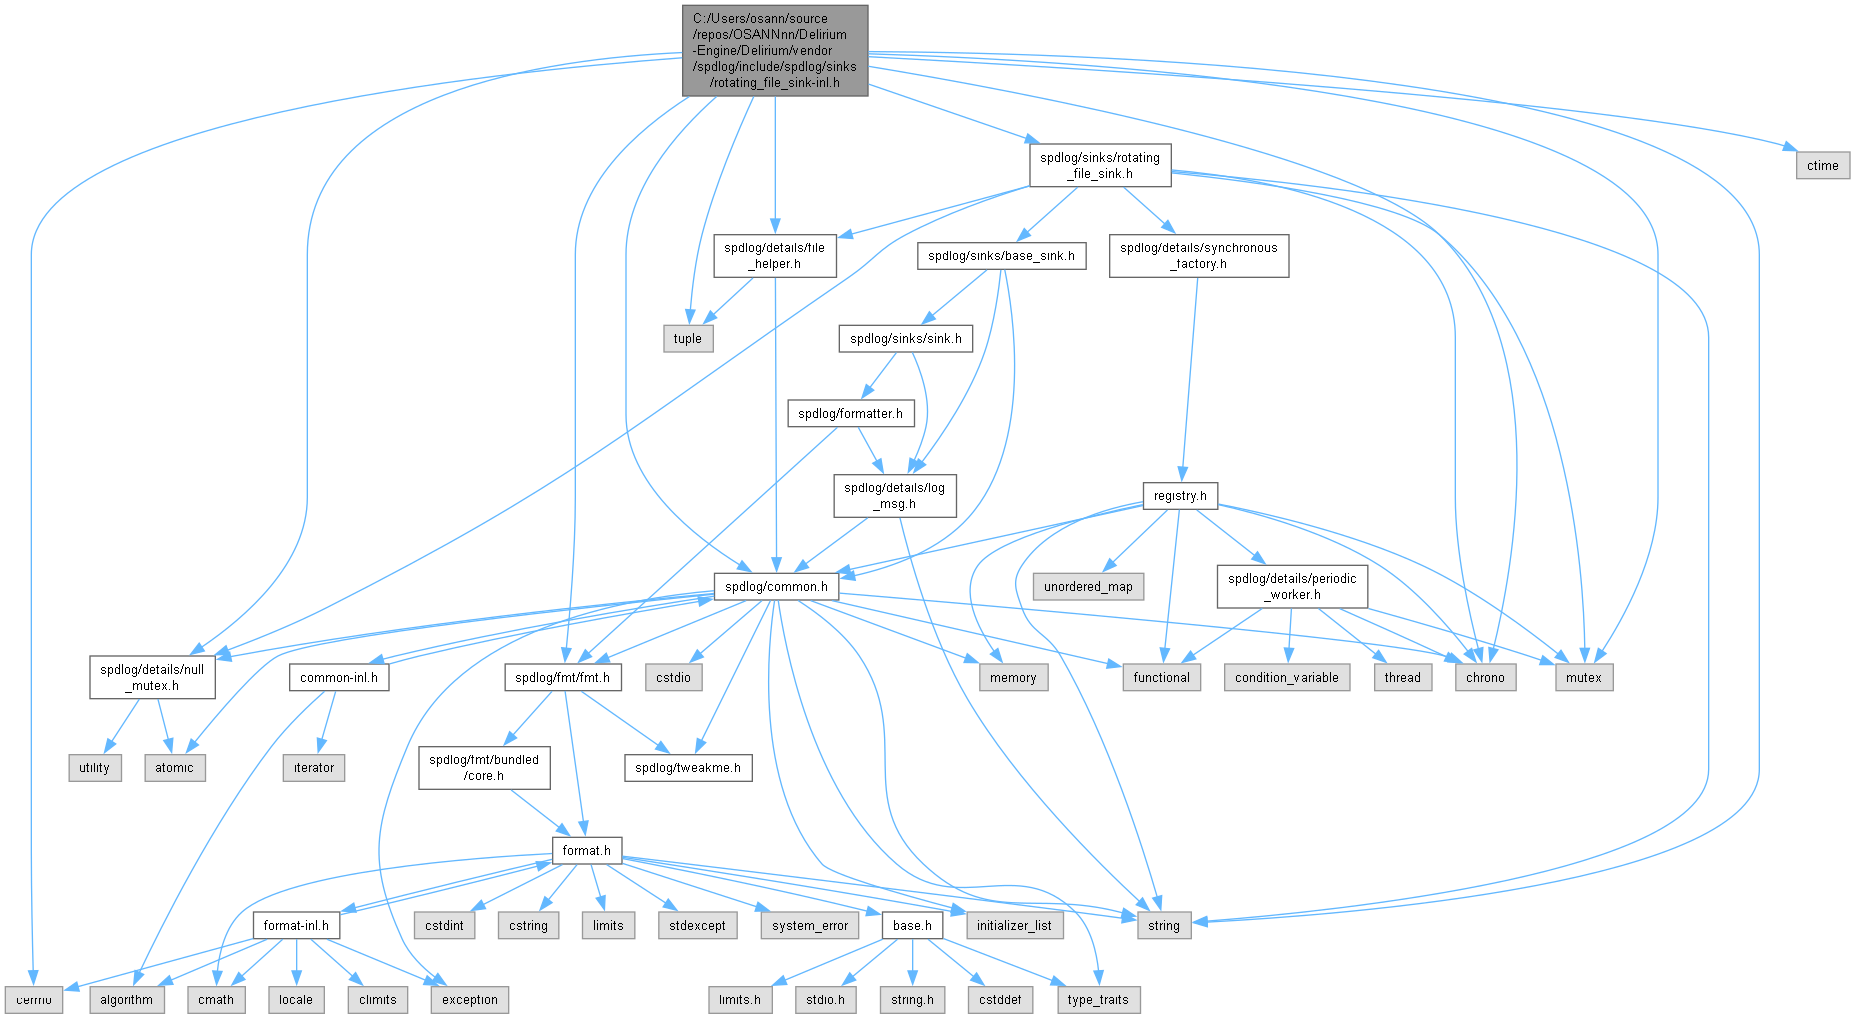 C:/Users/osann/source
/repos/OSANNnn/Delirium
-Engine/Delirium/vendor
/spdlog/include/spdlog/sinks
/rotating_file_sink-inl.h
spdlog/sinks/rotating
_file_sink.h
ctime
spdlog/details/file
_helper.h
spdlog/sinks/base_sink.h
spdlog/details/synchronous
_factory.h
tuple
spdlog/sinks/sink.h
spdlog/formatter.h
spdlog/details/log
_msg.h
registry.h
spdlog/common.h
unordered_map
spdlog/details/periodic
_worker.h
spdlog/details/null
_mutex.h
common-inl.h
spdlog/fmt/fmt.h
cstdio
memory
functional
condition_variable
thread
chrono
mutex
utility
atomic
iterator
spdlog/fmt/bundled
/core.h
spdlog/tweakme.h
format.h
format-inl.h
cstdint
cstring
limits
stdexcept
system_error
base.h
initializer_list
string
cerrno
algorithm
cmath
locale
climits
exception
limits.h
stdio.h
string.h
cstddef
type_traits